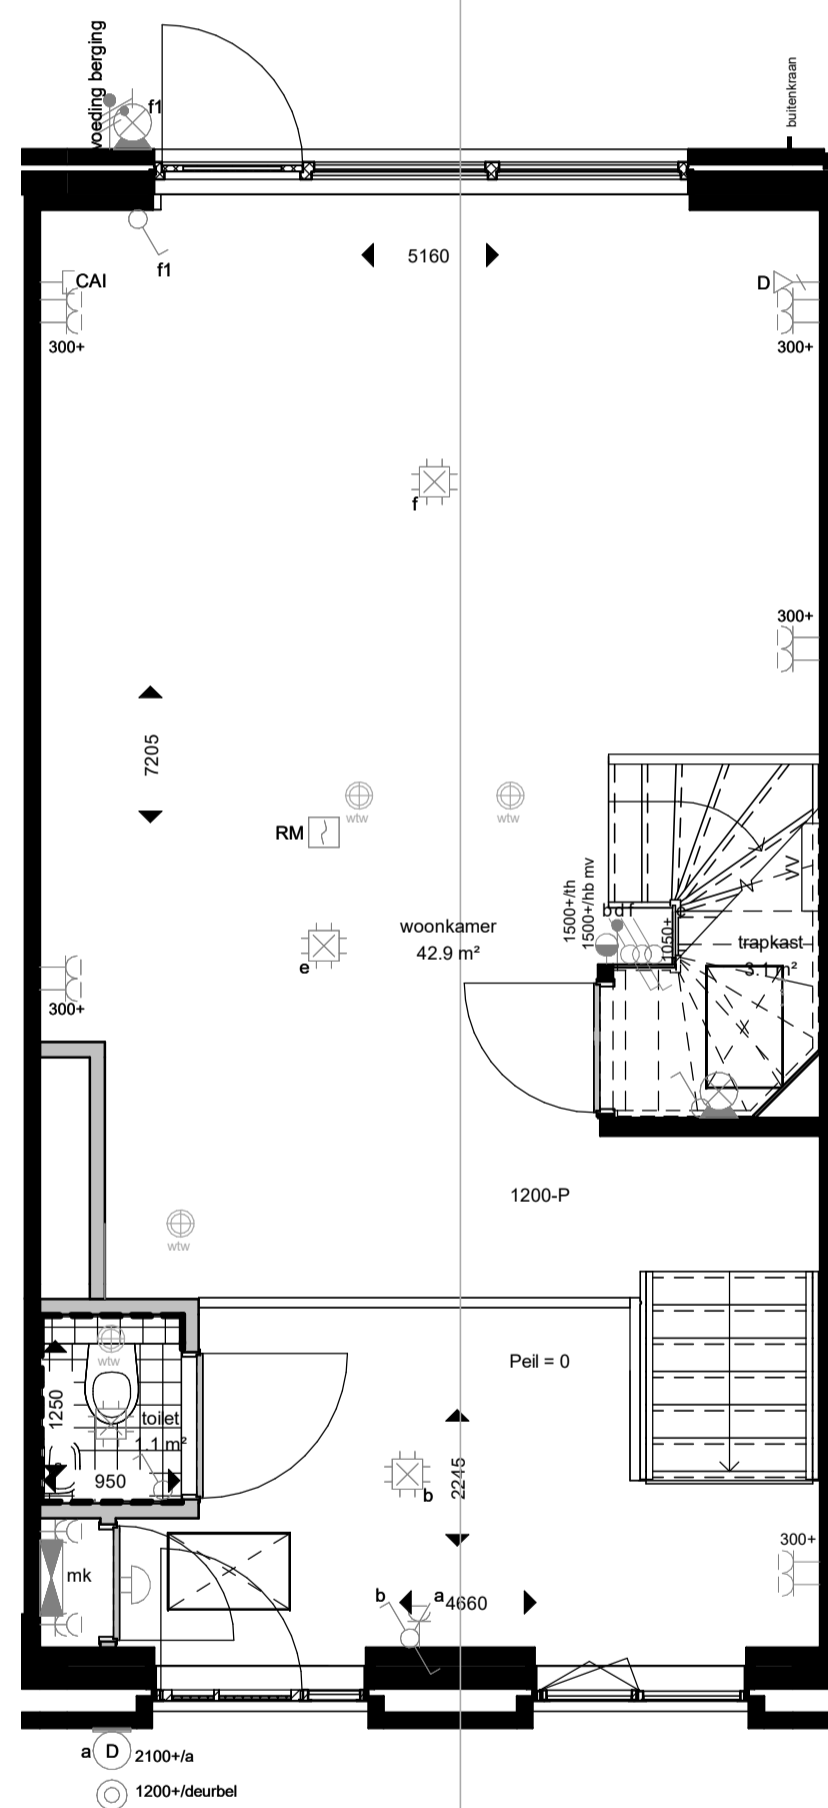 voeding berging
f1
buitenkraan
f1
5160
CAI
D
300+
300+
f
300+
7205
wtw
wtw
RM
VV
1500+/th
1500+/hb mv
b d f
1050+
woonkamer
42.9 m²
trapkast
3.1 m²
e
300+
1200-P
wtw
wtw
Peil = 0
1250
toilet
1.1 m²
950
b
2245
300+
mk
b
a
4660
a
D
2100+/a
1200+/deurbel